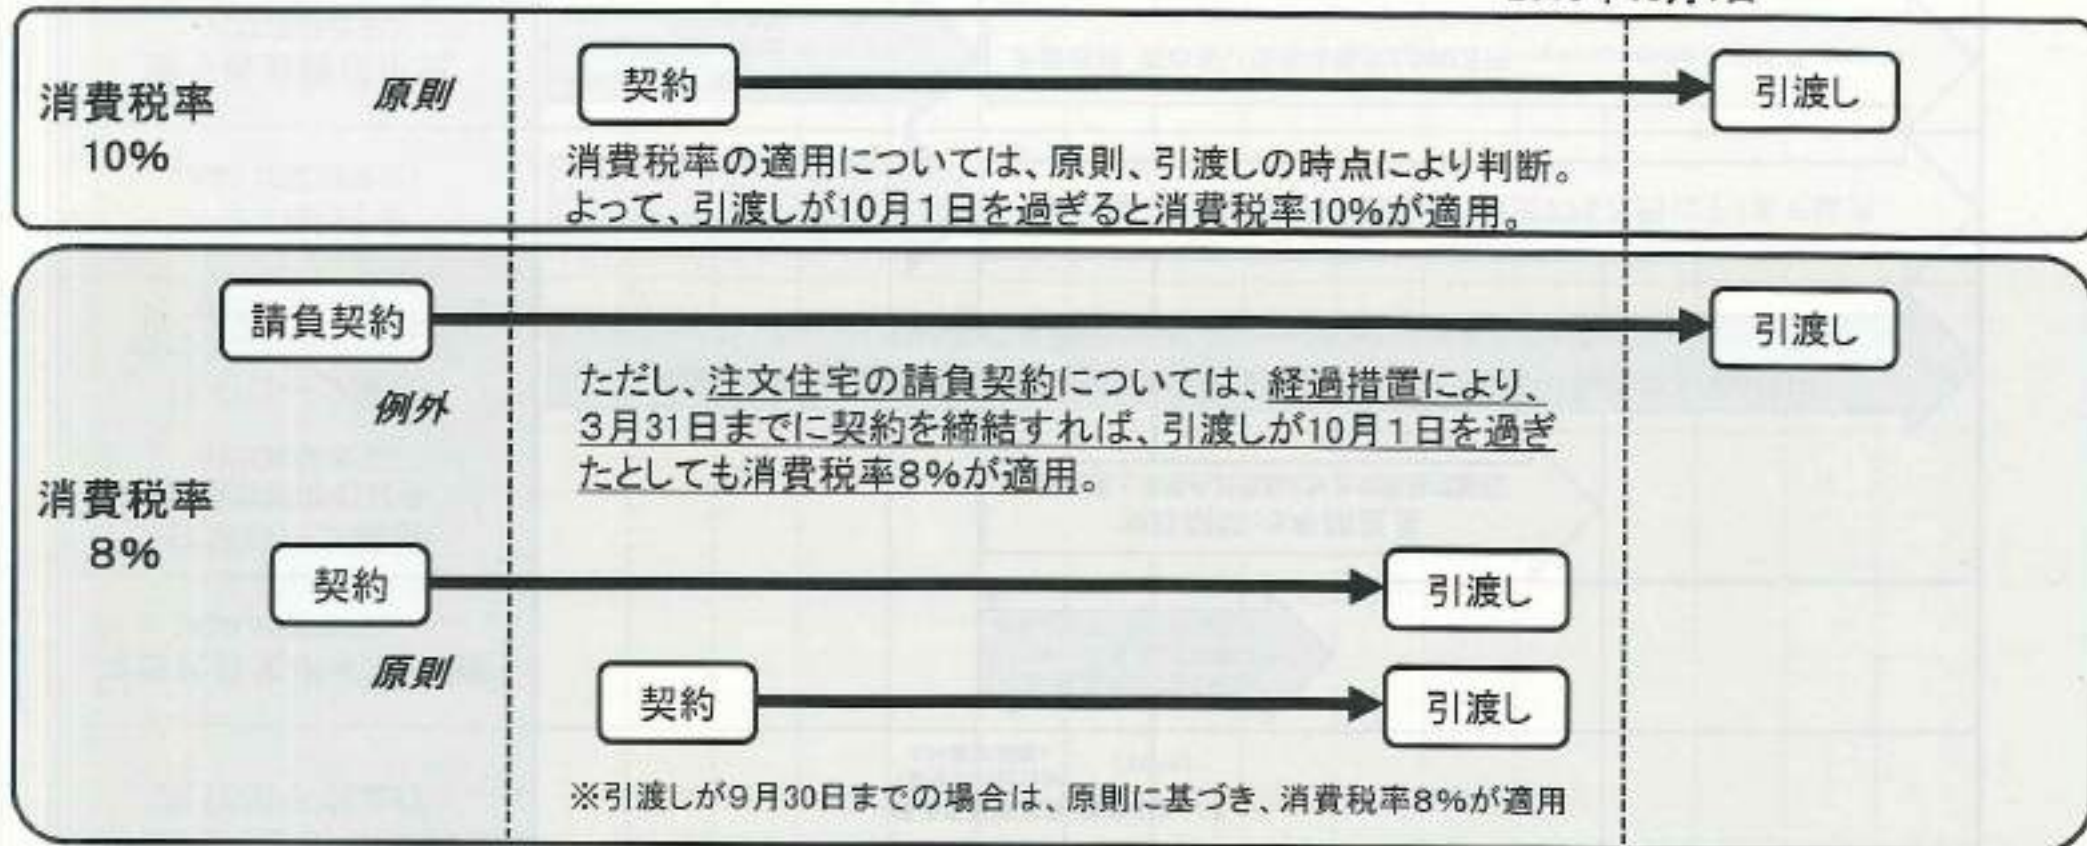 消費税率
10%
原則
契約
引渡し
消費税率の適用については、原則、引渡しの時点により判断。
よって、引渡しが10月1日を過ぎると消費税率10%が適用。
請負契約
引渡し
例外
ただし、注文住宅の請負契約については、経過措置により、
3月31日までに契約を締結すれば、引渡しが10月1日を過ぎ
たとしても消費税率8%が適用。
消費税率
8%
契約
引渡し
原則
契約
引渡し
※引渡しが9月30日までの場合は、原則に基づき、消費税率8%が適用